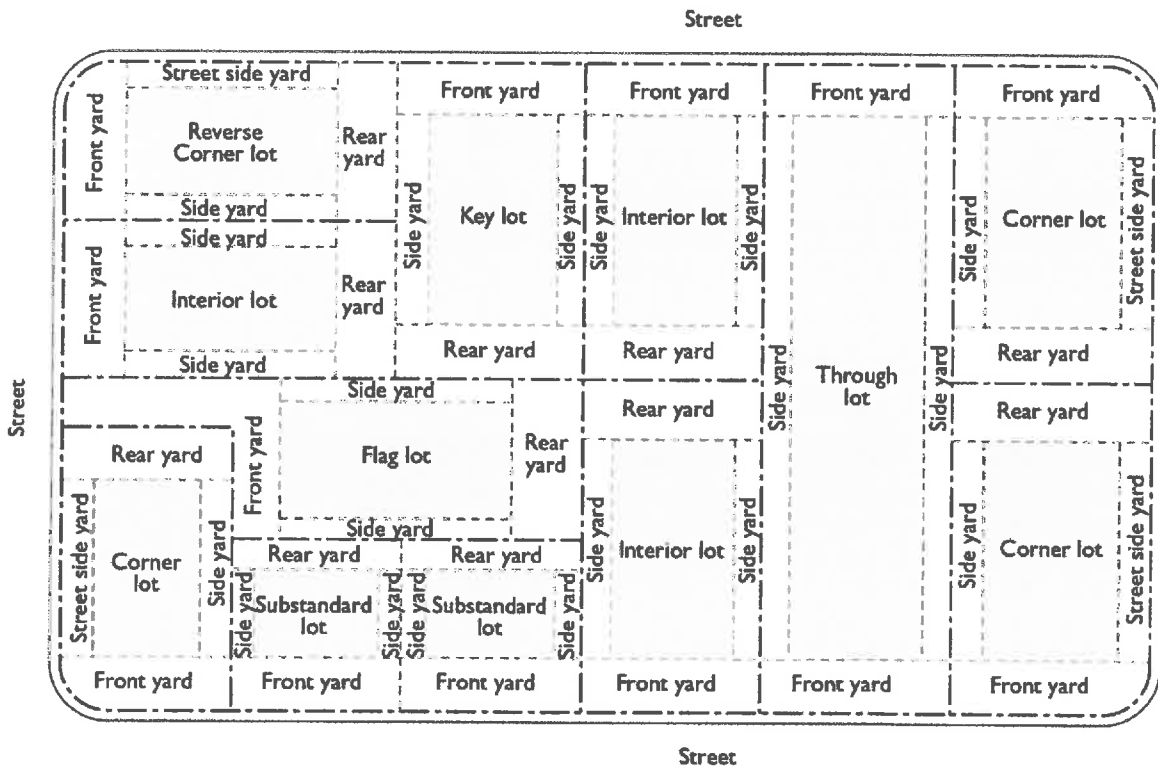 Street
Street side yard
Front yard
Reverse
Corner lot
Rear
yard
Side yard
Front yard
Side yard
Key lot
Side yard
Rear yard
Front yard
Side yard
Interior lot
Side yard
Rear yard
Front yard
Side yard
Through
lot
Side yard
Front yard
Front yard
Side yard
Corner lot
Street side yard
Rear yard
Side yard
Front yard
Interior lot
Rear
yard
Side yard
Street
Rear yard
Street side yard
Corner
lot
Side yard
Front yard
Side yard
Front yard
Flag lot
Rear
yard
Side yard
Rear yard
Side yard
Substandard
lot
Side yard
Front yard
Rear yard
Side yard
Substandard
lot
Side yard
Front yard
Rear yard
Side yard
Interior lot
Side yard
Front yard
Rear yard
Side yard
Corner lot
Street side yard
Front yard
Street